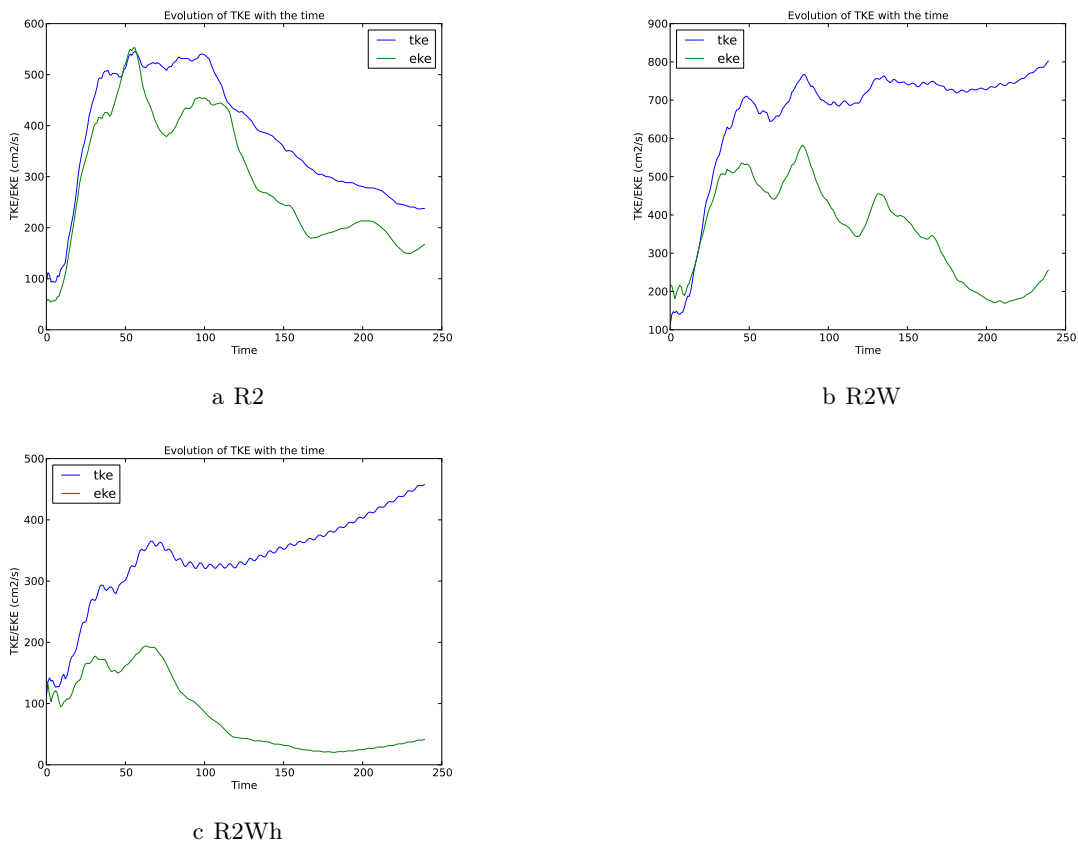 Evolution of TKE with the time
600
500
400
300
200
100
0
TKE/EKE (cm2/s)
tke
eke
0 50 100 150 200 250
Time
a R2
Evolution of TKE with the time
900
800
700
600
500
400
300
200
100
TKE/EKE (cm2/s)
tke
eke
0 50 100 150 200 250
Time
b R2W
Evolution of TKE with the time
500
400
300
200
100
0
TKE/EKE (cm2/s)
tke
eke
0 50 100 150 200 250
Time
c R2Wh